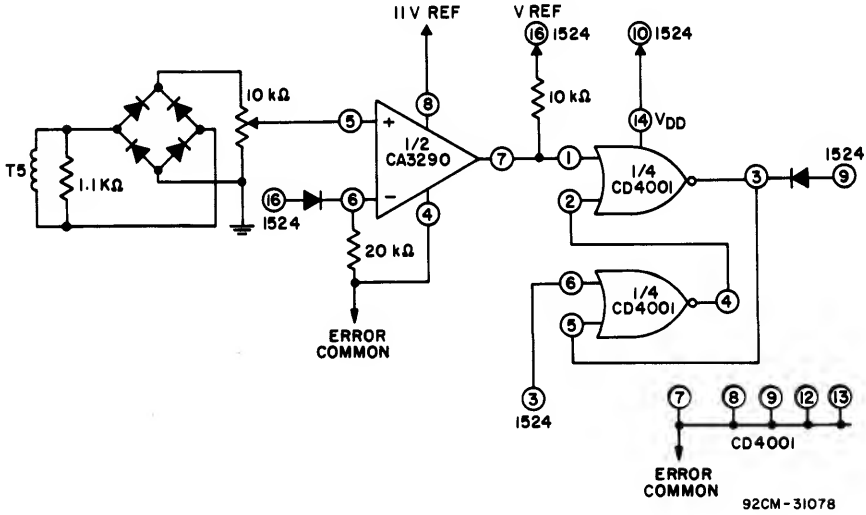 11 V REF
V REF
16 1524
10 1524
10 kΩ
8
10 kΩ
14 VDD
5 +
1/2
CA3290
7
1
1/4
CD4001
3
1524
9
T5
1.1KΩ
16
1524
6 −
4
2
20 kΩ
6
1/4
CD4001
4
5
ERROR
COMMON
3
1524
7 8 9 12 13
CD4001
ERROR
COMMON
92CM-31078